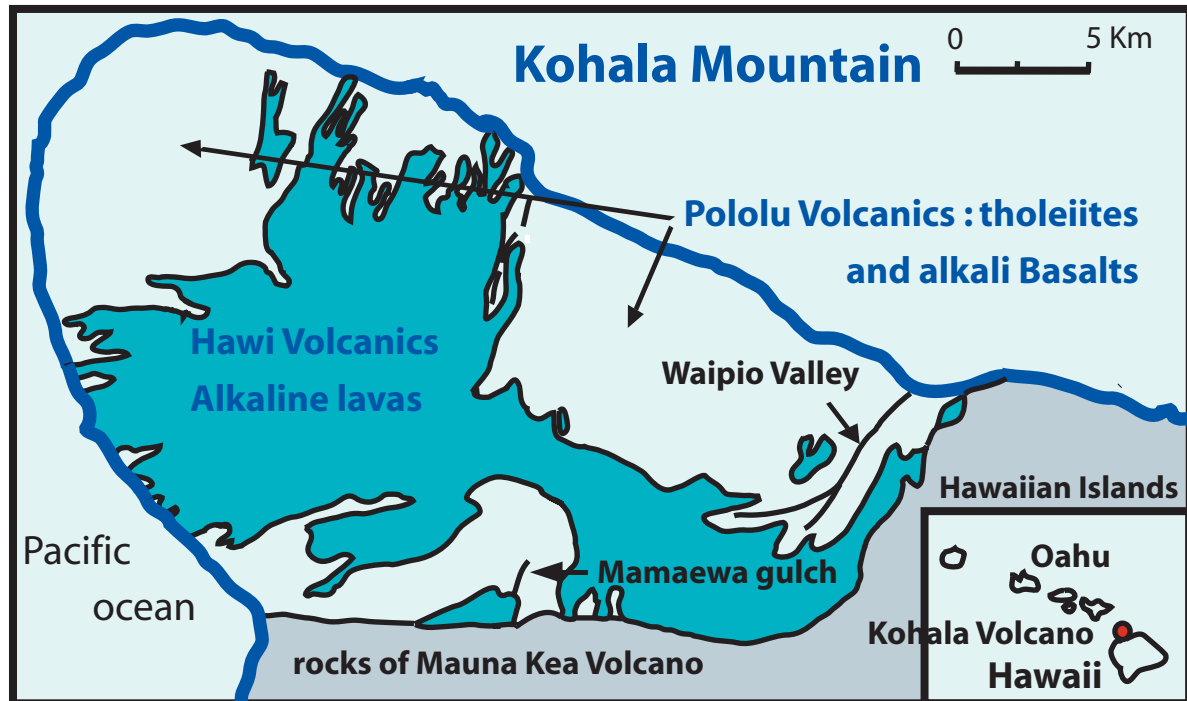 Kohala Mountain
0 5 Km
Pololu Volcanics : tholeiites
and alkali Basalts
Hawi Volcanics
Alkaline lavas
Waipio Valley
Hawaiian Islands
Pacific
ocean
Mamaewa gulch
Oahu
Kohala Volcano
Hawaii
rocks of Mauna Kea Volcano